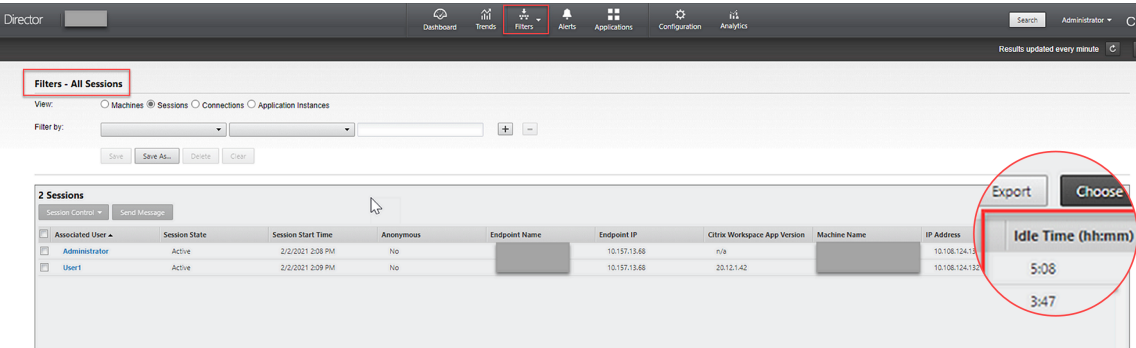 Director
Dashboard Trends Filters Alerts Applications Configuration Analytics
Search Administrator
Results updated every minute
Filters - All Sessions
View: Machines Sessions Connections Application Instances
Filter by:
+ -
Save Save As... Delete Clear
2 Sessions
Export Choose
Session Control Send Message
Associated User Session State Session Start Time Anonymous Endpoint Name Endpoint IP Citrix Workspace App Version Machine Name IP Address Idle Time (hh:mm)
Administrator Active 2/2/2021 2:08 PM No 10.157.13.68 n/a 5:08
User1 Active 2/2/2021 2:09 PM No 10.157.13.68 20.12.1.42 10.108.124.132 3:47